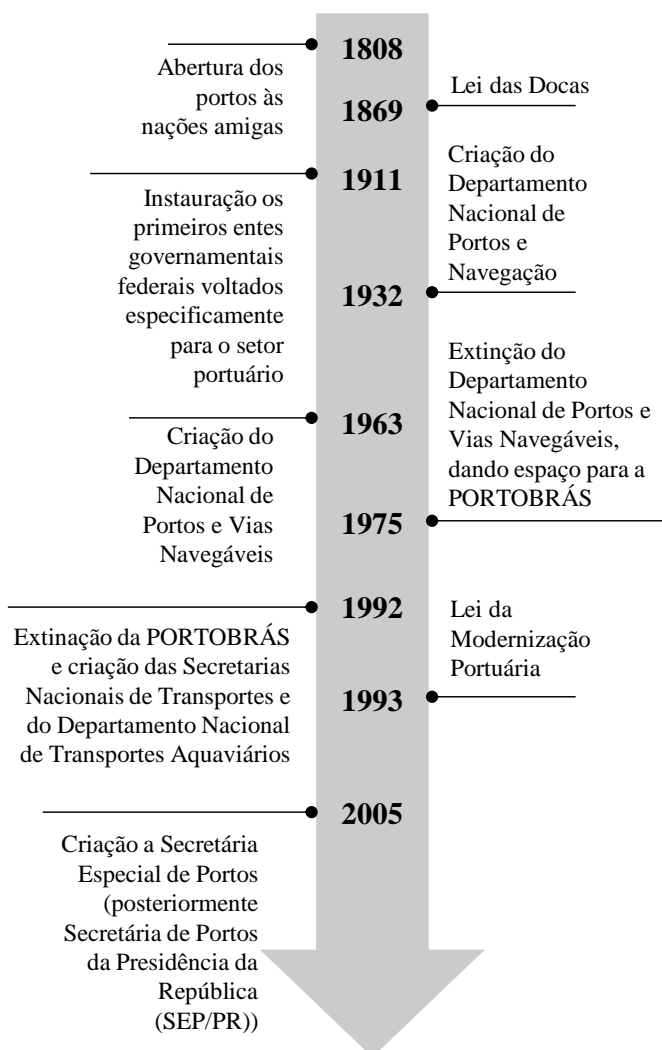 1808
Abertura dos
portos às
nações amigas
Lei das Docas
1869
1911
Instauração os
primeiros entes
governamentais
federais voltados
especificamente
para o setor
portuário
Criação do
Departamento
Nacional de
Portos e
Navegação
1932
1963
Criação do
Departamento
Nacional de
Portos e Vias
Navegáveis
Extinção do
Departamento
Nacional de Portos e
Vias Navegáveis,
dando espaço para a
PORTOBRÁS
1975
1992
Extinação da PORTOBRÁS
e criação das Secretarias
Nacionais de Transportes e
do Departamento Nacional
de Transportes Aquaviários
Lei da
Modernização
Portuária
1993
2005
Criação a Secretária
Especial de Portos
(posteriormente
Secretária de Portos
da Presidência da
República
(SEP/PR))